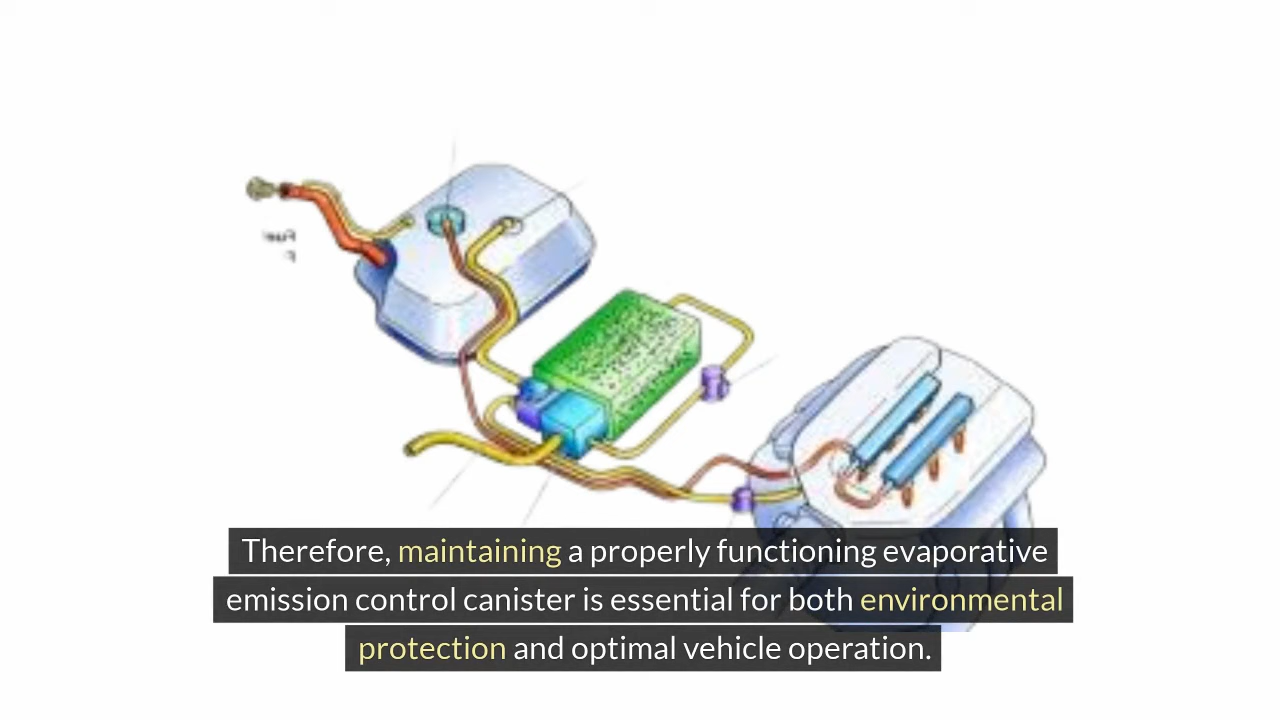 Therefore, maintaining a properly functioning evaporative
emission control canister is essential for both environmental
protection and optimal vehicle operation.